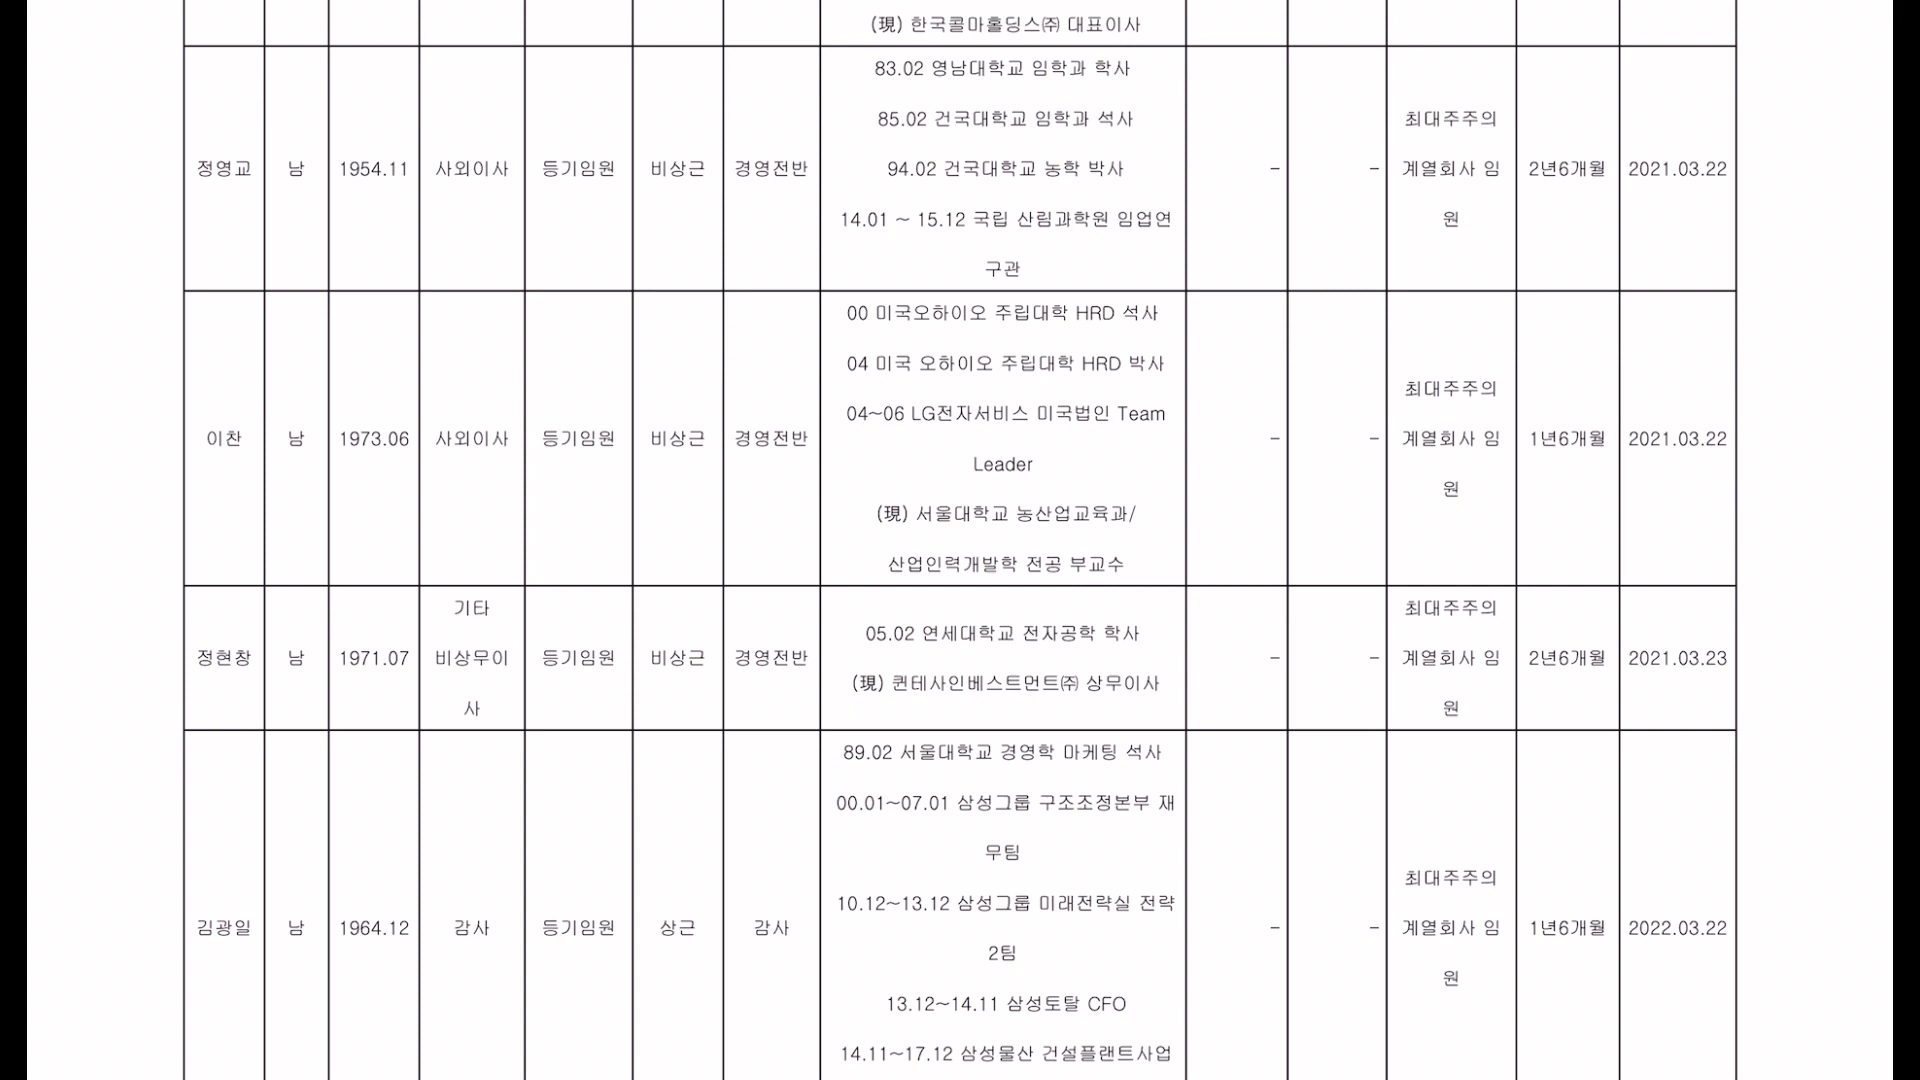 (現) 한국콜마홀딩스㈜ 대표이사
정영교 남 1954.11 사외이사 등기임원 비상근 경영전반
83.02 영남대학교 임학과 학사
85.02 건국대학교 임학과 석사
94.02 건국대학교 농학 박사
14.01 ~ 15.12 국립 산림과학원 임업연
구관
- -
최대주주의
계열회사 임
원
2년6개월 2021.03.22
이찬 남 1973.06 사외이사 등기임원 비상근 경영전반
00 미국오하이오 주립대학 HRD 석사
04 미국 오하이오 주립대학 HRD 박사
04~06 LG전자서비스 미국법인 Team
Leader
(現) 서울대학교 농산업교육과/
산업인력개발학 전공 부교수
- -
최대주주의
계열회사 임
원
1년6개월 2021.03.22
정현창 남 1971.07
기타
비상무이
사
등기임원 비상근 경영전반
05.02 연세대학교 전자공학 학사
(現) 퀀테사인베스트먼트㈜ 상무이사
- -
최대주주의
계열회사 임
원
2년6개월 2021.03.23
김광일 남 1964.12 감사 등기임원 상근 감사
89.02 서울대학교 경영학 마케팅 석사
00.01~07.01 삼성그룹 구조조정본부 재
무팀
10.12~13.12 삼성그룹 미래전략실 전략
2팀
13.12~14.11 삼성토탈 CFO
14.11~17.12 삼성물산 건설플랜트사업
- -
최대주주의
계열회사 임
원
1년6개월 2022.03.22